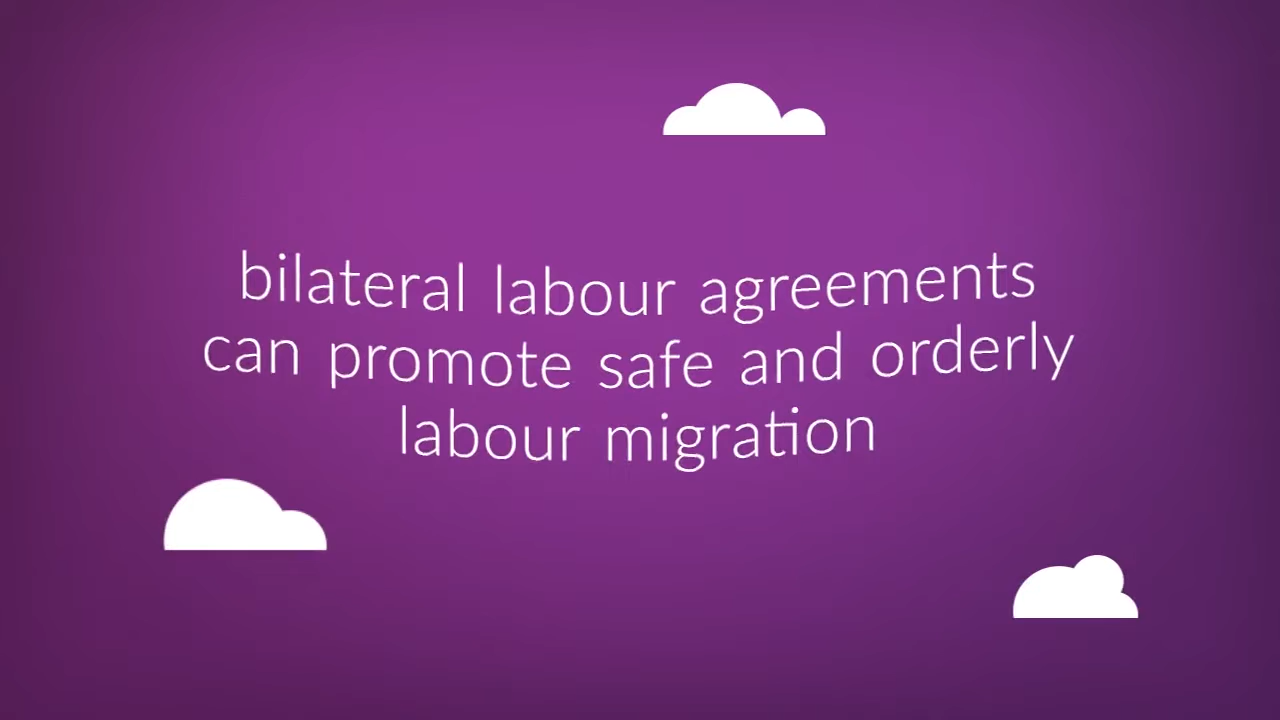 bilateral labour agreements
can promote safe and orderly
labour migration